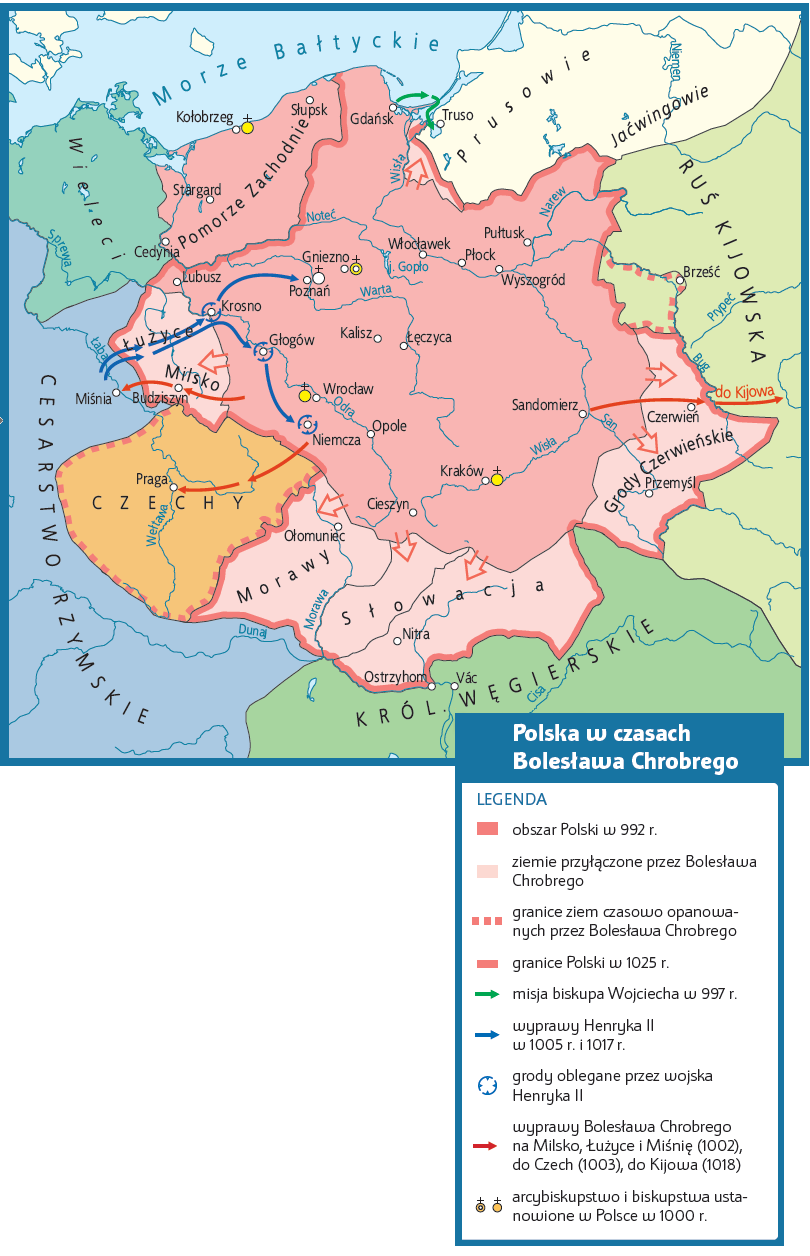 Morze Bałtyckie
Prusowie
Jaćwingowie
Niemen
Kołobrzeg
Słupsk
Gdańsk
Truso
Wieleci
Pomorze Zachodnie
Stargard
Cedynia
Sprewa
Wisła
Noteć
Narew
RUŚ KIJOWSKA
Pułtusk
Włocławek
Płock
Wyszogród
Gniezno
j. Gopło
Poznań
Warta
Brześć
Prypeć
Lubusz
Krosno
Łużyce
Głogów
Kalisz
Łęczyca
Łaba
Milsko
Miśnia
Budziszyn
Wrocław
Odra
Opole
Niemcza
Sandomierz
San
Bug
do Kijowa
Czerwień
Grody Czerwieńskie
Przemyśl
CESARSTWO RZYMSKIE
Praga
CZECHY
Wełtawa
Kraków
Wisła
Cieszyn
Ołomuniec
Morawy
Morawa
Słowacja
Nitra
Dunaj
Ostrzyhom
Vác
Cisa
KRÓL. WĘGIERSKIE
Polska w czasach
Bolesława Chrobrego
LEGENDA
obszar Polski w 992 r.
ziemie przyłączone przez Bolesława
Chrobrego
granice ziem czasowo opanowa-
nych przez Bolesława Chrobrego
granice Polski w 1025 r.
misja biskupa Wojciecha w 997 r.
wyprawy Henryka II
w 1005 r. i 1017 r.
grody oblegane przez wojska
Henryka II
wyprawy Bolesława Chrobrego
na Milsko, Łużyce i Miśnię (1002),
do Czech (1003), do Kijowa (1018)
arcybiskupstwo i biskupstwa usta-
nowione w Polsce w 1000 r.